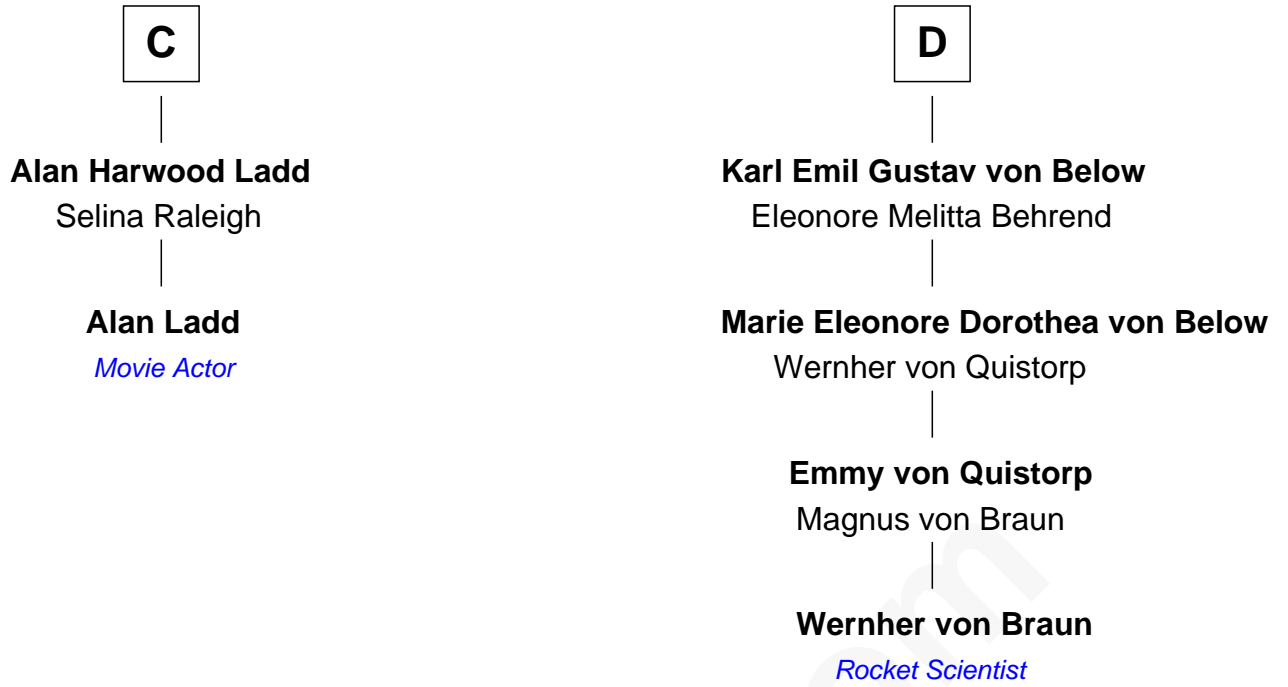 C
Alan Harwood Ladd
Selina Raleigh
Alan Ladd
Movie Actor
D
Karl Emil Gustav von Below
Eleonore Melitta Behrend
Marie Eleonore Dorothea von Below
Wernher von Quistorp
Emmy von Quistorp
Magnus von Braun
Wernher von Braun
Rocket Scientist